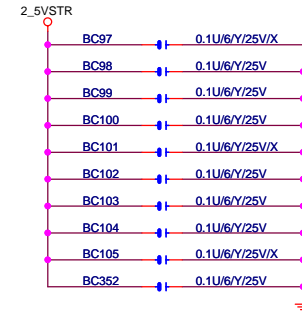 2_5VSTR
BC97 0.1U/6/Y/25V/X
BC98 0.1U/6/Y/25V
BC99 0.1U/6/Y/25V
BC100 0.1U/6/Y/25V
BC101 0.1U/6/Y/25V/X
BC102 0.1U/6/Y/25V
BC103 0.1U/6/Y/25V
BC104 0.1U/6/Y/25V
BC105 0.1U/6/Y/25V/X
BC352 0.1U/6/Y/25V